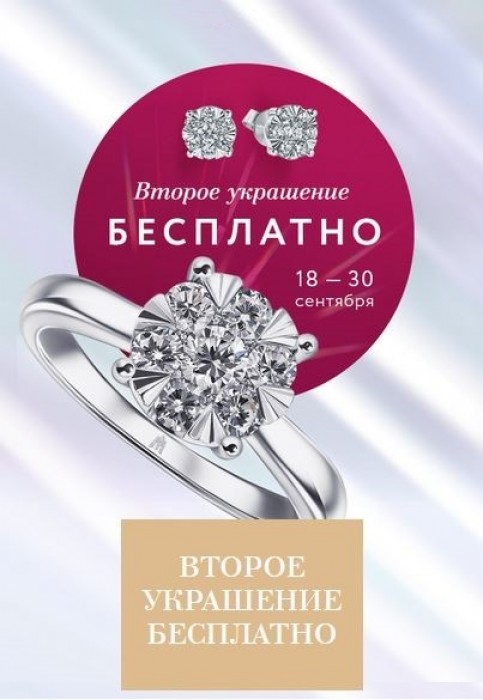 Второе украшение
БЕСПЛАТНО
18 – 30
сентября
ВТОРОЕ
УКРАШЕНИЕ
БЕСПЛАТНО